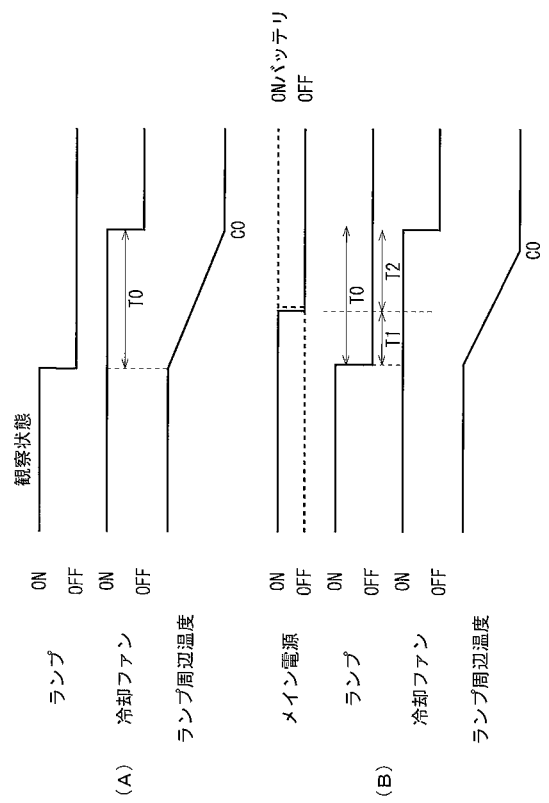 観察状態
(A)
ランプ
ON
OFF
冷却ファン
ON
OFF
T0
ランプ周辺温度
C0
(B)
メイン電源
ON
OFF
ONバッテリ
OFF
ランプ
ON
OFF
T0
T1
T2
冷却ファン
ON
OFF
ランプ周辺温度
C0